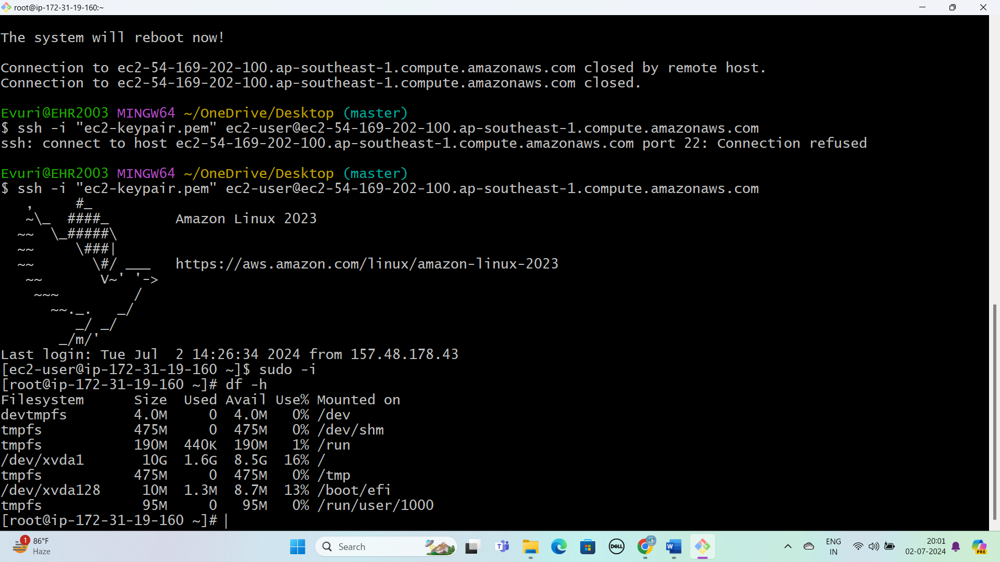 root@ip-172-31-19-160:~
The system will reboot now!
Connection to ec2-54-169-202-100.ap-southeast-1.compute.amazonaws.com closed by remote host.
Connection to ec2-54-169-202-100.ap-southeast-1.compute.amazonaws.com closed.
Evuri@EHR2003 MINGW64 ~/OneDrive/Desktop (master)
$ ssh -i "ec2-keypair.pem" ec2-user@ec2-54-169-202-100.ap-southeast-1.compute.amazonaws.com
ssh: connect to host ec2-54-169-202-100.ap-southeast-1.compute.amazonaws.com port 22: Connection refused
Evuri@EHR2003 MINGW64 ~/OneDrive/Desktop (master)
$ ssh -i "ec2-keypair.pem" ec2-user@ec2-54-169-202-100.ap-southeast-1.compute.amazonaws.com
   ,     #_
   ~\_  ####_        Amazon Linux 2023
  ~~  \_#####\
  ~~     \###|
  ~~       \#/ ___   https://aws.amazon.com/linux/amazon-linux-2023
   ~~       V~' '->
    ~~~         /
      ~~._.   _/
         _/ _/
       _/m/'
Last login: Tue Jul  2 14:26:34 2024 from 157.48.178.43
[ec2-user@ip-172-31-19-160 ~]$ sudo -i
[root@ip-172-31-19-160 ~]# df -h
Filesystem      Size  Used Avail Use% Mounted on
devtmpfs        4.0M     0  4.0M   0% /dev
tmpfs           475M     0  475M   0% /dev/shm
tmpfs           190M  440K  190M   1% /run
/dev/xvda1       10G  1.6G  8.5G  16% /
tmpfs           475M     0  475M   0% /tmp
/dev/xvda128     10M  1.3M  8.7M  13% /boot/efi
tmpfs            95M     0   95M   0% /run/user/1000
[root@ip-172-31-19-160 ~]#
1
86°F
Haze
Search
DELL
W
ENG
IN
20:01
02-07-2024
PRE